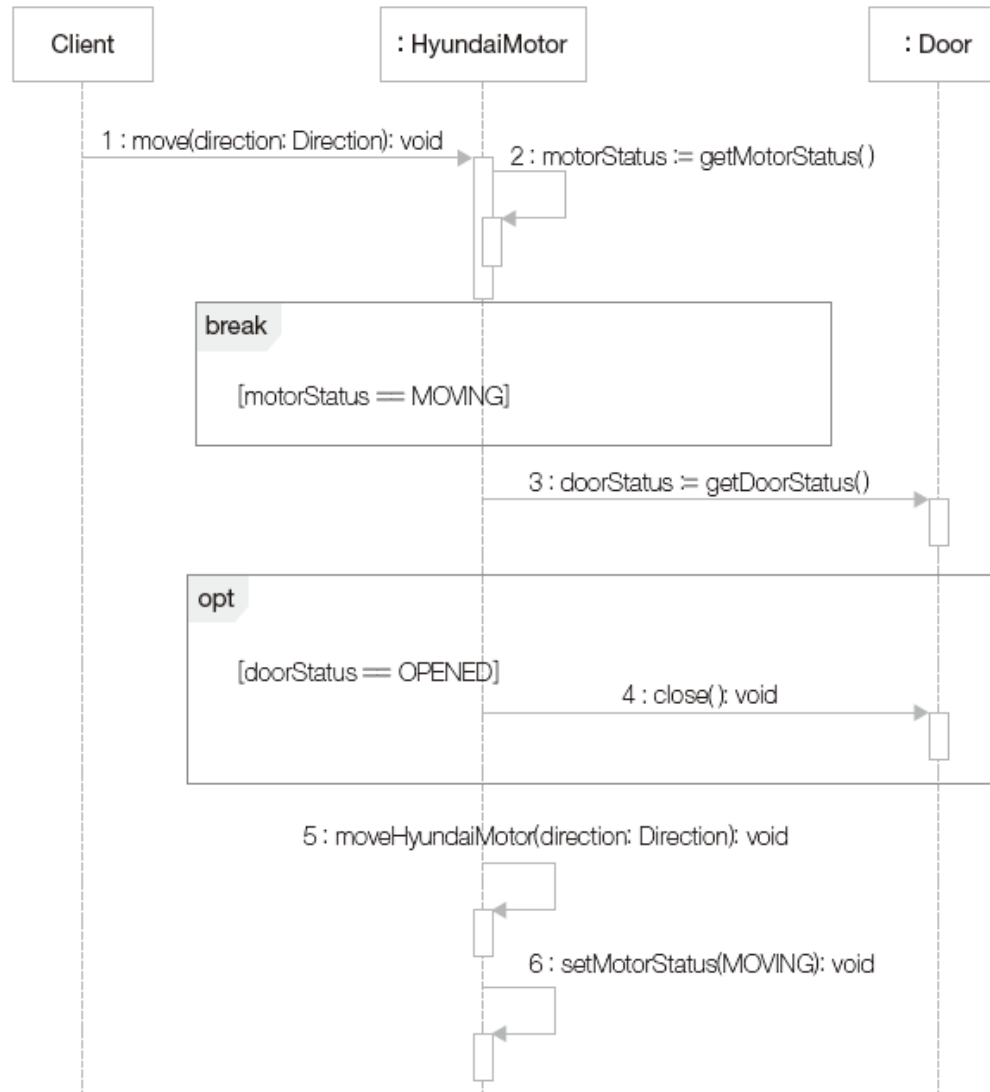 Client
: HyundaiMotor
: Door
1 : move(direction: Direction): void
2 : motorStatus := getMotorStatus( )
break
[motorStatus == MOVING]
3 : doorStatus := getDoorStatus()
opt
[doorStatus == OPENED]
4 : close( ): void
5 : moveHyundaiMotor(direction: Direction): void
6 : setMotorStatus(MOVING): void